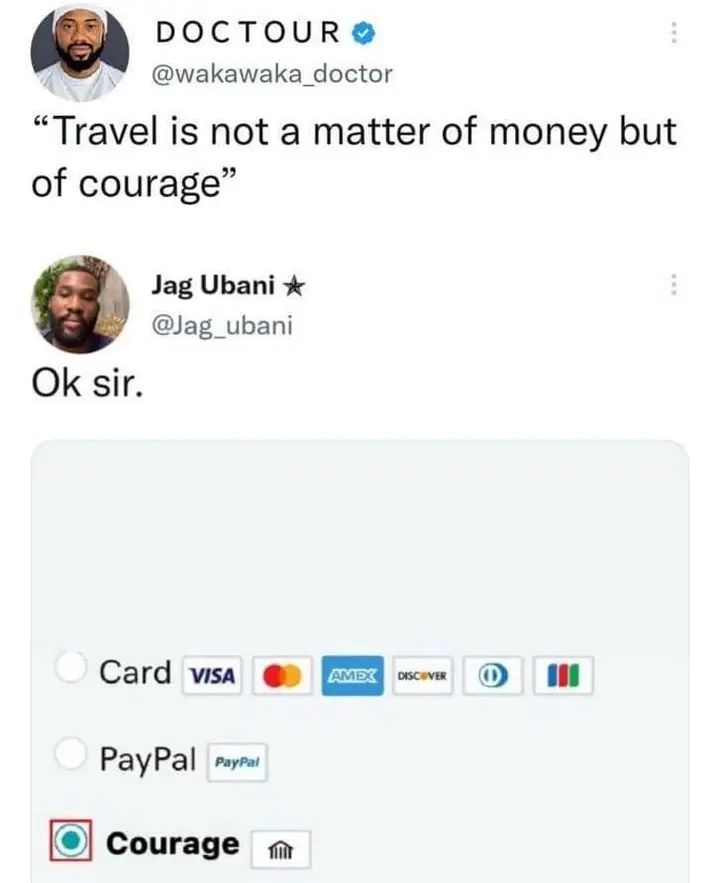 DOCTOUR
@wakawaka_doctor
“Travel is not a matter of money but
of courage”
Jag Ubani
@Jag_ubani
Ok sir.
Card VISA AMEX DISCOVER
PayPal PayPal
Courage